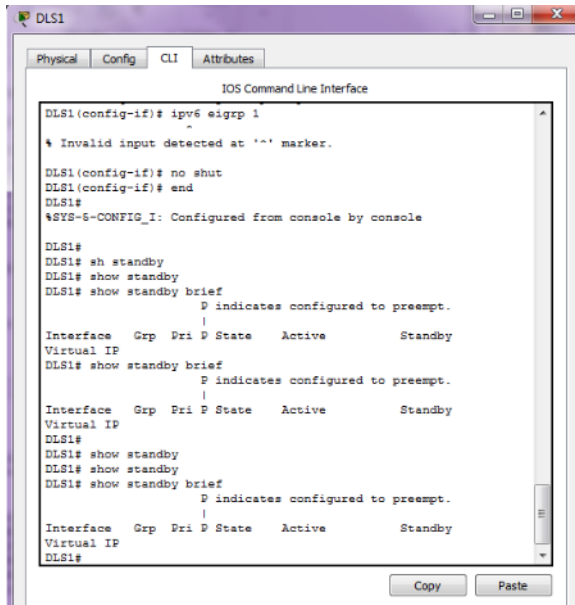 DLS1
Physical Config CLI Attributes
IOS Command Line Interface
DLS1(config-if)# ipv6 eigrp 1
^
% Invalid input detected at '^' marker.
DLS1(config-if)# no shut
DLS1(config-if)# end
DLS1#
%SYS-5-CONFIG_I: Configured from console by console
DLS1#
DLS1# sh standby
DLS1# show standby
DLS1# show standby brief
P indicates configured to preempt.
|
Interface Grp Pri P State Active Standby
Virtual IP
DLS1# show standby brief
P indicates configured to preempt.
|
Interface Grp Pri P State Active Standby
Virtual IP
DLS1#
DLS1# show standby
DLS1# show standby
DLS1# show standby brief
P indicates configured to preempt.
|
Interface Grp Pri P State Active Standby
Virtual IP
DLS1#
Copy Paste